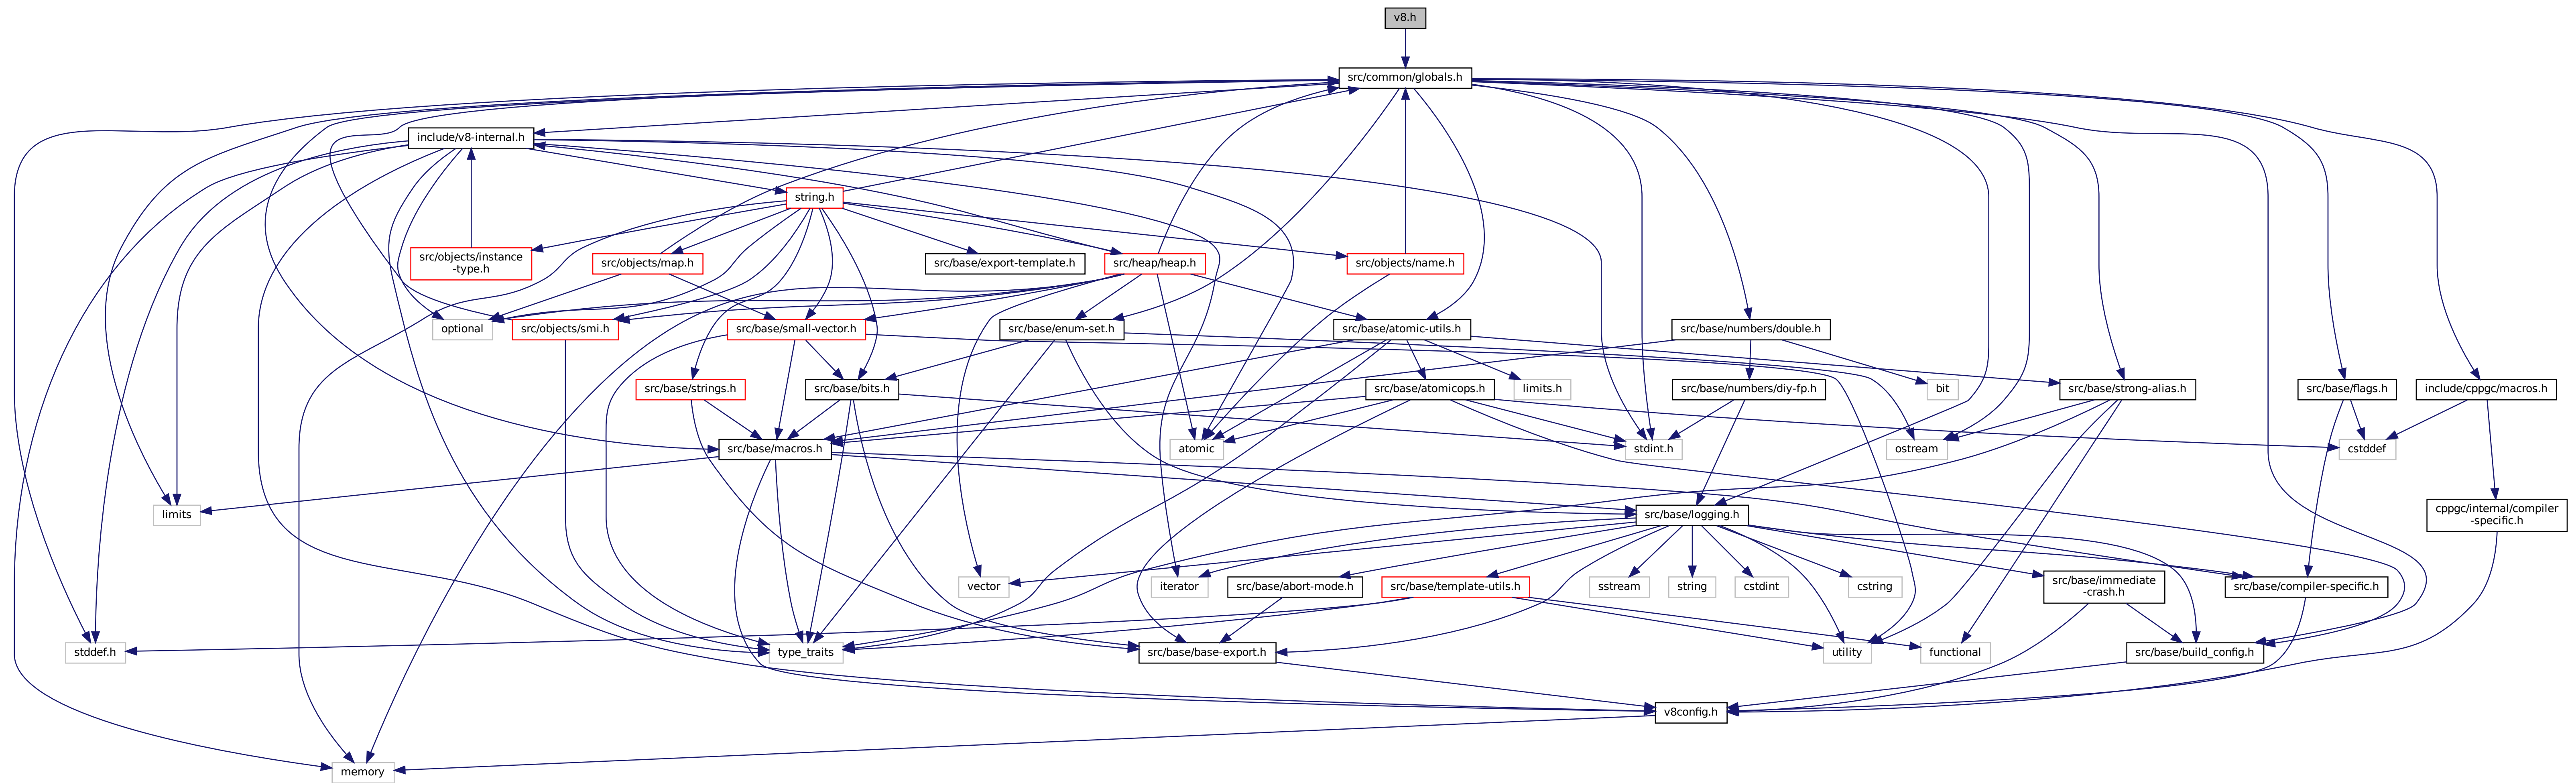 v8.h
src/common/globals.h
include/v8-internal.h
string.h
src/objects/instance
-type.h
src/objects/map.h
src/base/export-template.h
src/heap/heap.h
src/objects/name.h
optional
src/objects/smi.h
src/base/small-vector.h
src/base/enum-set.h
src/base/atomic-utils.h
src/base/numbers/double.h
src/base/strings.h
src/base/bits.h
src/base/atomicops.h
limits.h
src/base/numbers/diy-fp.h
bit
src/base/strong-alias.h
src/base/flags.h
include/cppgc/macros.h
src/base/macros.h
atomic
stdint.h
ostream
cstddef
limits
src/base/logging.h
cppgc/internal/compiler
-specific.h
vector
iterator
src/base/abort-mode.h
src/base/template-utils.h
sstream
string
cstdint
cstring
src/base/immediate
-crash.h
src/base/compiler-specific.h
stddef.h
type_traits
src/base/base-export.h
utility
functional
src/base/build_config.h
v8config.h
memory